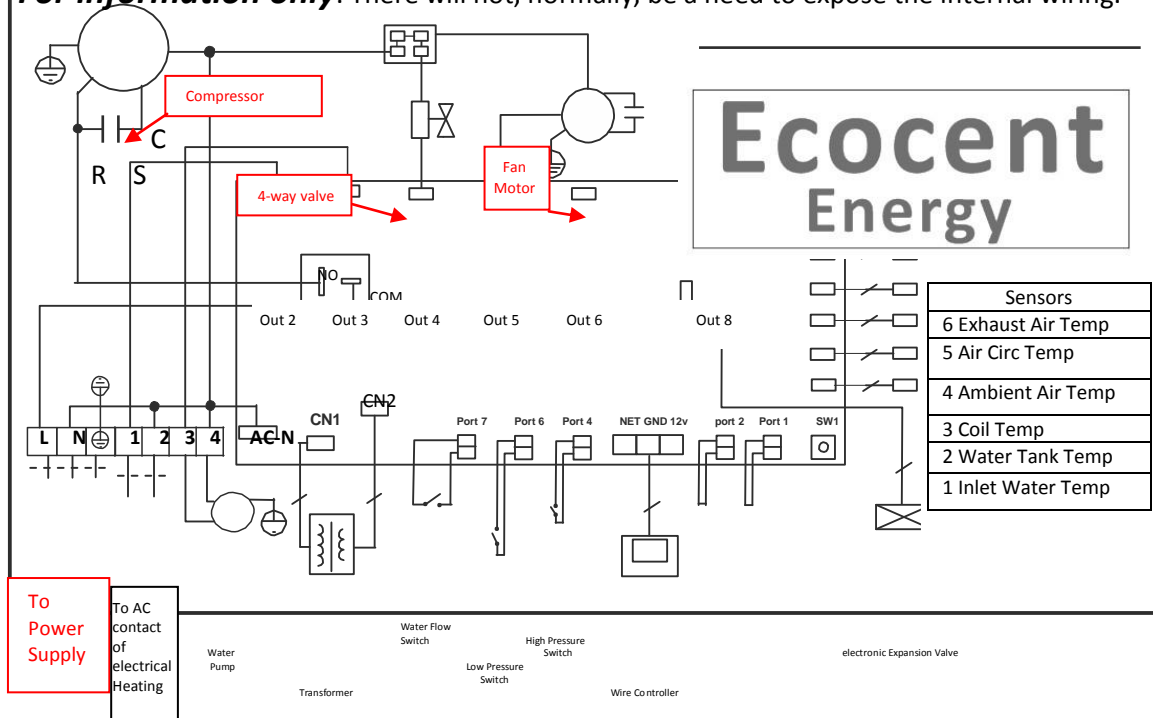 For Information Only. There will not, normally, be a need to expose the internal wiring.
Compressor
C
R S
4-way valve
Fan
Motor
Ecocent
Energy
NO
COM
Out 2 Out 3 Out 4 Out 5 Out 6 Out 8
Sensors
6 Exhaust Air Temp
5 Air Circ Temp
4 Ambient Air Temp
3 Coil Temp
2 Water Tank Temp
1 Inlet Water Temp
CN2
CN1 Port 7 Port 6 Port 4 NET GND 12v port 2 Port 1 SW1
L N 1 2 3 4 AC-N
To
Power
Supply
To AC
contact
of
electrical
Heating
Water
Pump
Transformer
Water Flow
Switch
Low Pressure
Switch
High Pressure
Switch
Wire Controller
electronic Expansion Valve